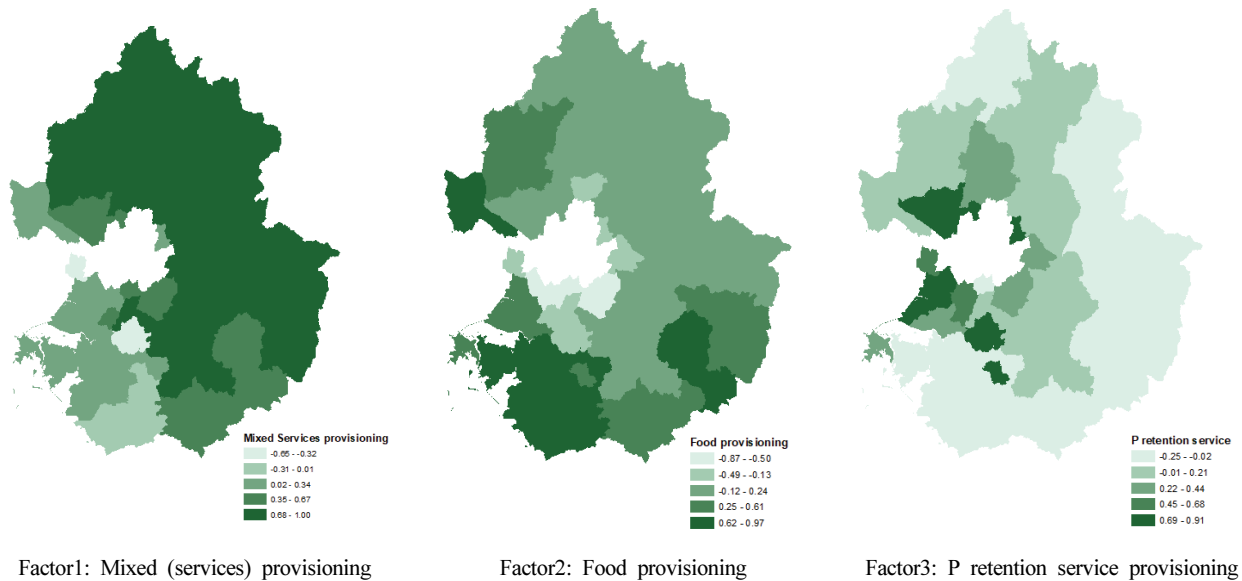 Mixed Services provisioning
-0.65 - -0.32
-0.31 - 0.01
0.02 - 0.34
0.35 - 0.67
0.68 - 1.00
Food provisioning
-0.87 - -0.50
-0.49 - -0.13
-0.12 - 0.24
0.25 - 0.61
0.62 - 0.97
P retention service
-0.25 - -0.02
-0.01 - 0.21
0.22 - 0.44
0.45 - 0.68
0.69 - 0.91
Factor1: Mixed (services) provisioning
Factor2: Food provisioning
Factor3: P retention service provisioning